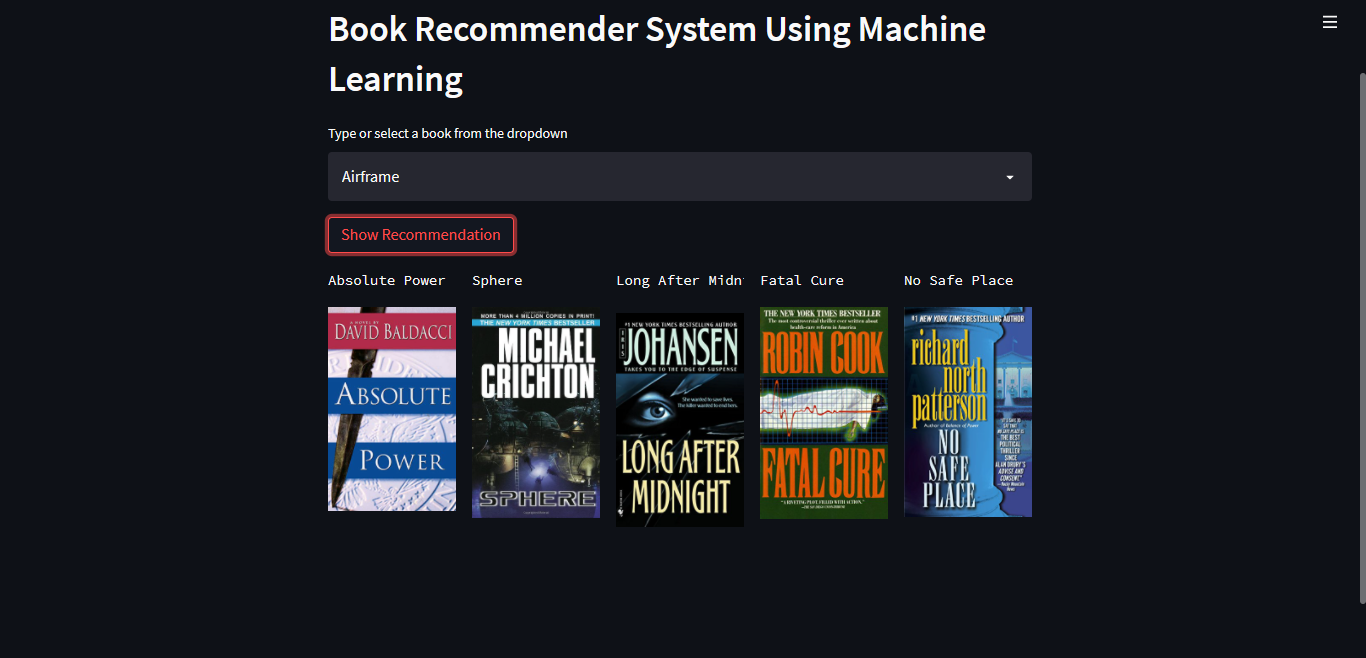 Book Recommender System Using Machine
Learning
Type or select a book from the dropdown
Airframe
Show Recommendation
Absolute Power
Sphere
Long After Midn
Fatal Cure
No Safe Place
A NOVEL BY
DAVID BALDACCI
ABSOLUTE
POWER
MORE THAN 4 MILLION COPIES IN PRINT!
THE NEW YORK TIMES BESTSELLER
MICHAEL
CRICHTON
SPHERE
#1 NEW YORK TIMES BESTSELLING AUTHOR
IRIS
JOHANSEN
TAKES YOU TO THE EDGE OF SUSPENSE
She wanted to save lives.
The killer wanted to end hers.
LONG AFTER
MIDNIGHT
THE NEW YORK TIMES BESTSELLER
The most controversial thriller ever written about
health-care reform in America
ROBIN COOK
FATAL CURE
"A RIVETING PLOT, FILLED WITH ACTION."
#1 NEW YORK TIMES BESTSELLING AUTHOR
richard
north
patterson
Author of Balance of Power
NO
SAFE
PLACE
THE BEST
POLITICAL
THRILLER
SINCE
ALLEN DRURY'S
ADVISE AND
CONSENT"